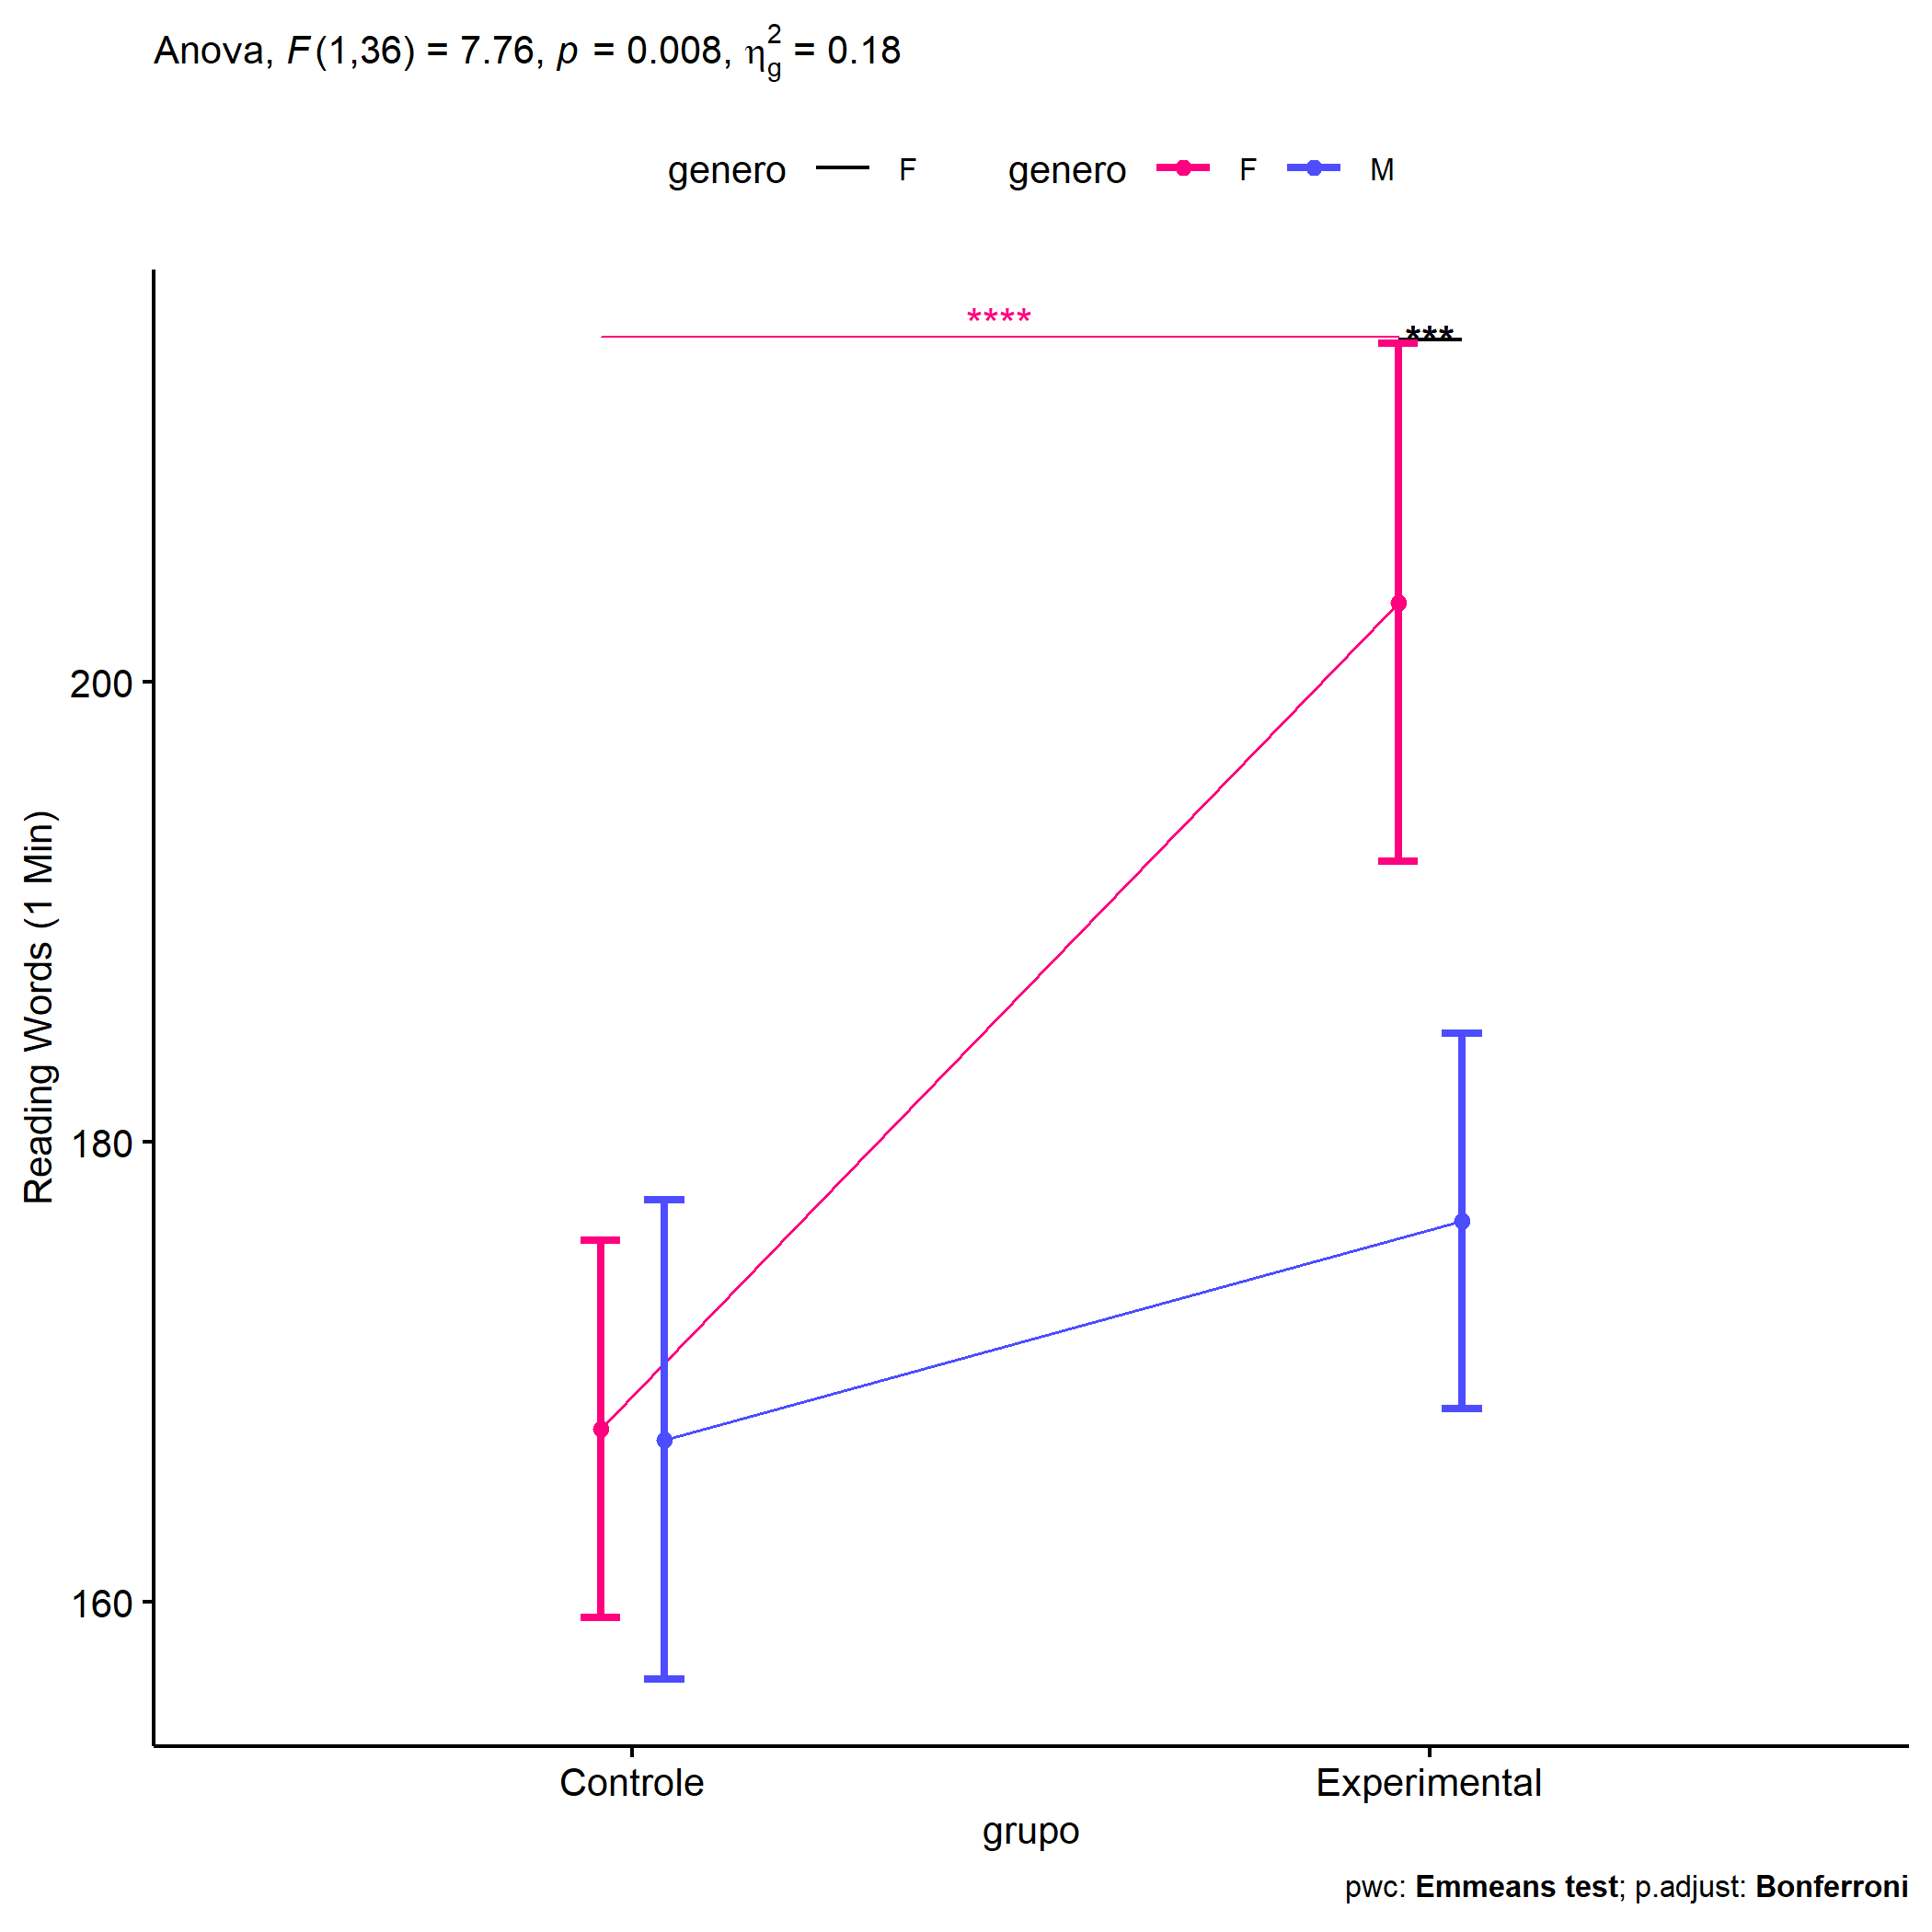 Anova, F(1,36) = 7.76, p = 0.008, η²g = 0.18
genero F genero F M
****
***
200
180
160
Reading Words (1 Min)
Controle Experimental
grupo
pwc: Emmeans test; p.adjust: Bonferroni